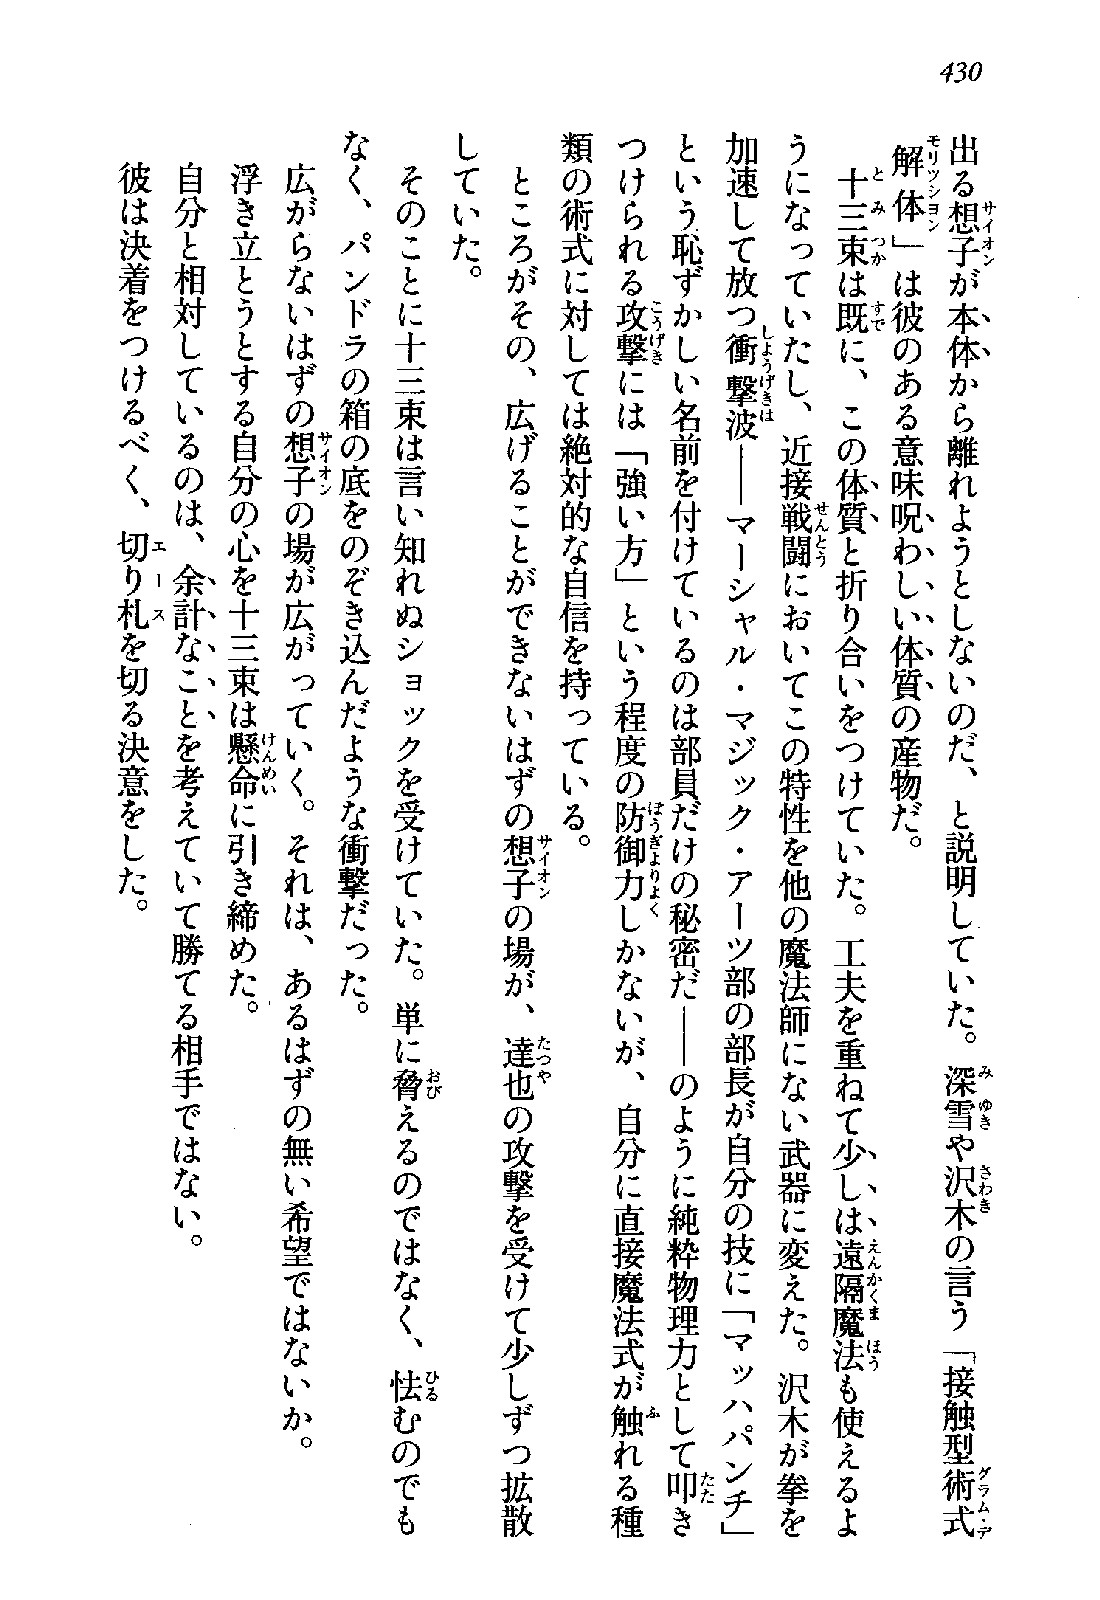 430
出る想子が本体から離れようとしないのだ、と説明していた。深雪や沢木の言う「接触型術式
解体」は彼のある意味呪わしい体質の産物だ。
十三束は既に、この体質と折り合いをつけていた。工夫を重ねて少しは遠隔魔法も使えるよ
うになっていたし、近接戦闘においてこの特性を他の魔法師にない武器に変えた。沢木が拳を
加速して放つ衝撃波――マーシャル・マジック・アーツ部の部長が自分の技に「マッハパンチ」
という恥ずかしい名前を付けているのは部員だけの秘密だ――のように純粋物理力として叩き
つけられる攻撃には「強い方」という程度の防御力しかないが、自分に直接魔法式が触れる種
類の術式に対しては絶対的な自信を持っている。
ところがその、広げることができないはずの想子の場が、達也の攻撃を受けて少しずつ拡散
していた。
そのことに十三束は言い知れぬショックを受けていた。単に脅えるのではなく、怯むのでも
なく、パンドラの箱の底をのぞき込んだような衝撃だった。
広がらないはずの想子の場が広がっていく。それは、あるはずの無い希望ではないか。
浮き立とうとする自分の心を十三束は懸命に引き締めた。
自分と相対しているのは、余計なことを考えていて勝てる相手ではない。
彼は決着をつけるべく、切り札を切る決意をした。